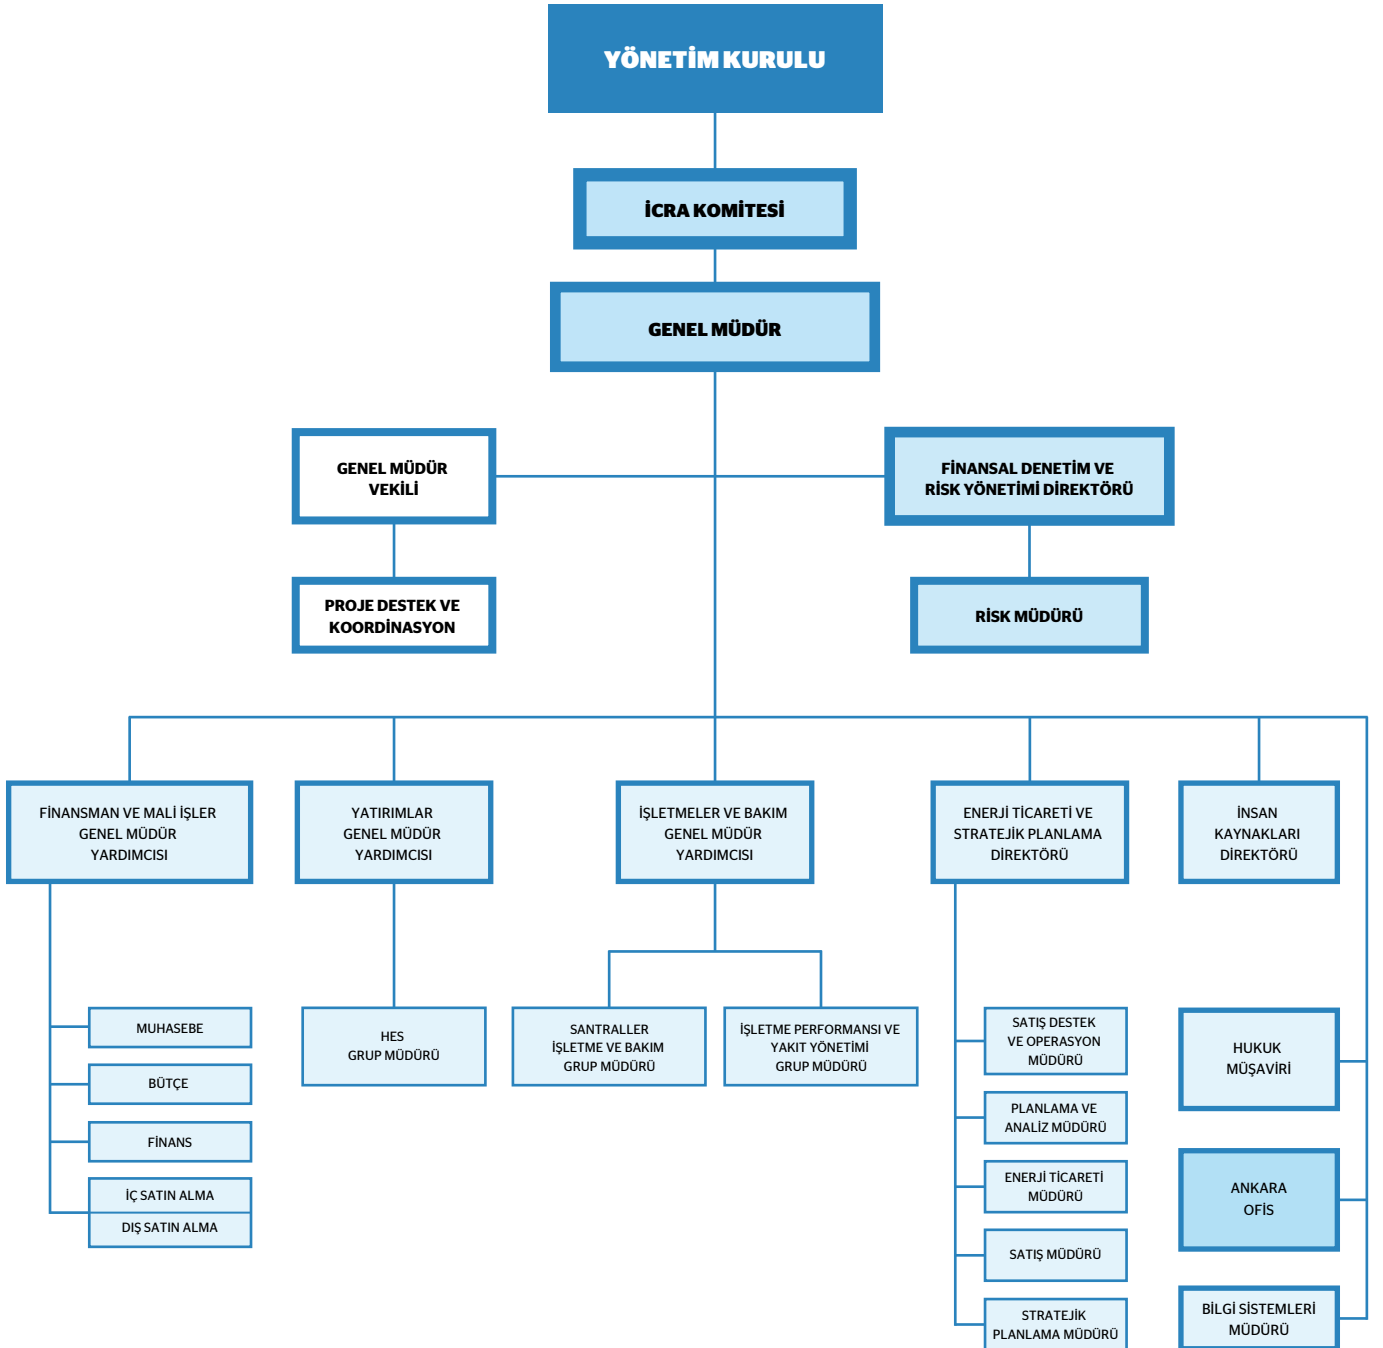 YÖNETİM KURULU
İCRA KOMİTESİ
GENEL MÜDÜR
GENEL MÜDÜR
VEKİLİ
FİNANSAL DENETİM VE
RİSK YÖNETİMİ DİREKTÖRÜ
PROJE DESTEK VE
KOORDİNASYON
RİSK MÜDÜRÜ
FİNANSMAN VE MALİ İŞLER
GENEL MÜDÜR
YARDIMCISI
YATIRIMLAR
GENEL MÜDÜR
YARDIMCISI
İŞLETMELER VE BAKIM
GENEL MÜDÜR
YARDIMCISI
ENERJİ TİCARETİ VE
STRATEJİK PLANLAMA
DİREKTÖRÜ
İNSAN
KAYNAKLARI
DİREKTÖRÜ
MUHASEBE
BÜTÇE
FİNANS
İÇ SATIN ALMA
DIŞ SATIN ALMA
HES
GRUP MÜDÜRÜ
SANTRALLER
İŞLETME VE BAKIM
GRUP MÜDÜRÜ
İŞLETME PERFORMANSI VE
YAKIT YÖNETİMİ
GRUP MÜDÜRÜ
SATIŞ DESTEK
VE OPERASYON
MÜDÜRÜ
PLANLAMA VE
ANALİZ MÜDÜRÜ
ENERJİ TİCARETİ
MÜDÜRÜ
SATIŞ MÜDÜRÜ
STRATEJİK
PLANLAMA MÜDÜRÜ
HUKUK
MÜŞAVİRİ
ANKARA
OFİS
BİLGİ SİSTEMLERİ
MÜDÜRÜ